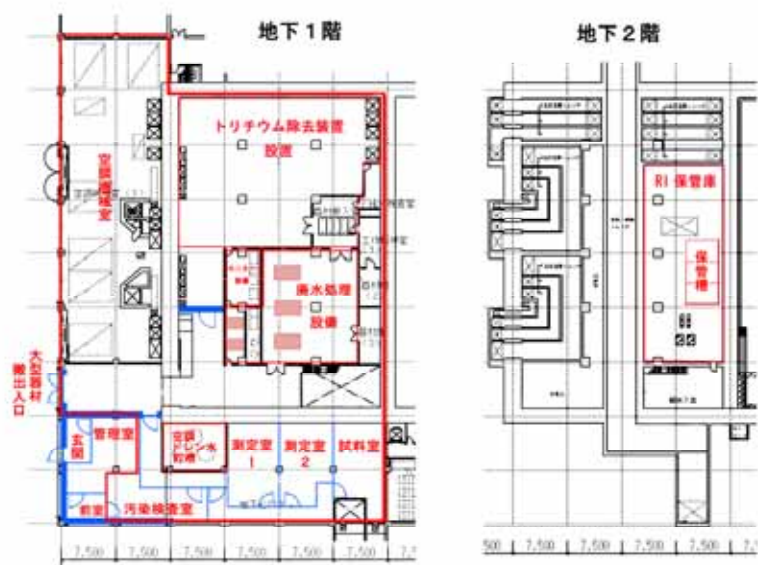 地下1階
地下2階
トリチウム除去装置
設置
空調機械室
廃水処理
設備
大型器材
搬出入口
玄関
管理室
空調
ドレン水
貯槽
測定室
1
測定室
2
試料室
前室
汚染検査室
RI保管庫
保管槽
7,500
7,500
7,500
7,500
7,500
7,500
500
7,500
7,500
7,500
7,500